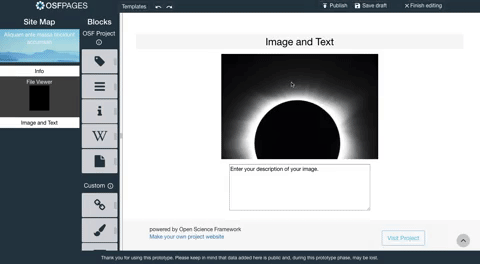 OSFPAGES
Templates
Publish
Save draft
Finish editing
Site Map
Blocks
Aliquam ante massa tincidunt
accumsan
Info
File Viewer
Image and Text
OSF Project
W
Custom
Image and Text
Enter your description of your image.
powered by Open Science Framework
Make your own project website
Visit Project
Thank you for using this prototype. Please keep in mind that data added here is public and, during this prototype phase, may be lost.